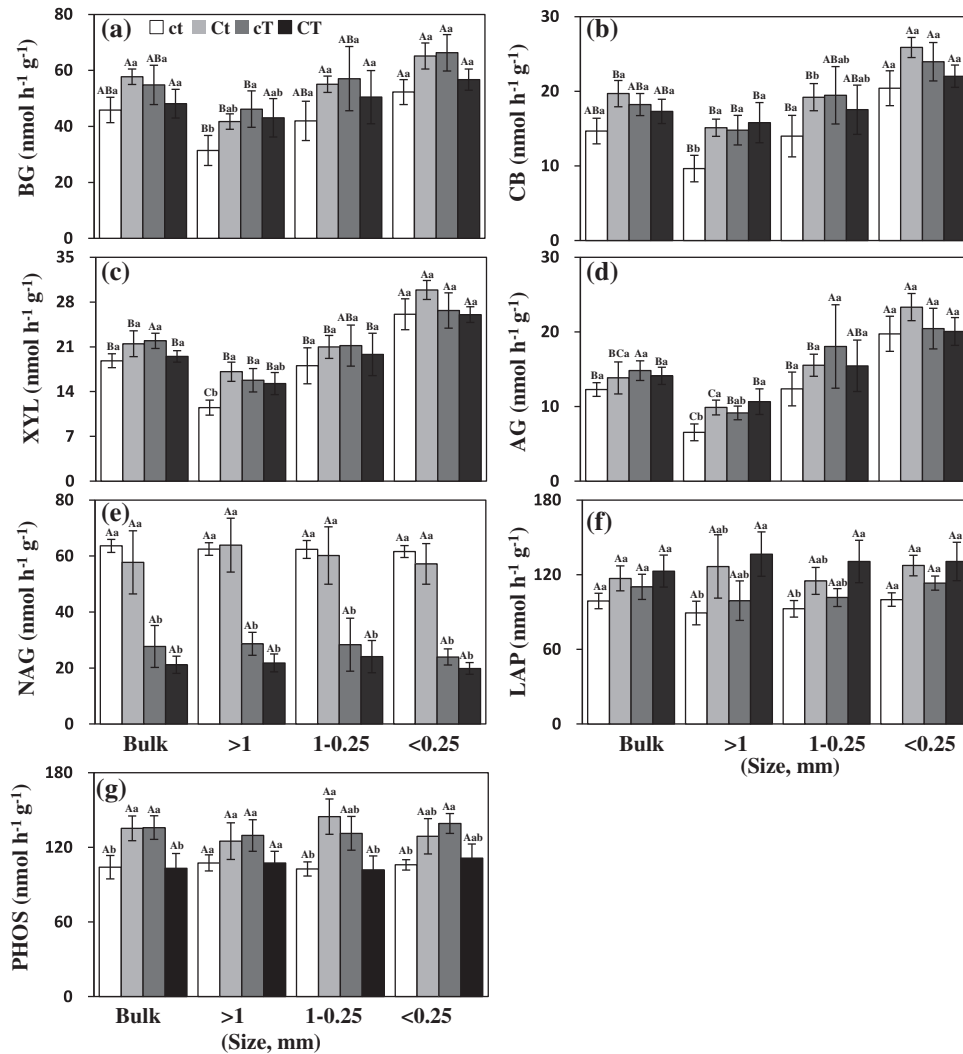 (a) ct Ct cT CT
BG (nmol h-1 g-1)
80
60
40
20
0
ABa Aa ABa Aa
Bb Bab Ba Aab
ABa Aa ABa Aa
Aa Aa Aa Aa
(b)
CB (nmol h-1 g-1)
30
20
10
0
ABa Ba ABa ABa
Bb Ba Ba Ba
Ba Bb ABab ABab
Aa Aa Aa Aa
(c)
XYL (nmol h-1 g-1)
35
28
21
14
7
0
Ba Ba Aa Ba
Cb Ba Ba Bab
Ba Ba ABa Ba
Aa Aa Aa Aa
(d)
AG (nmol h-1 g-1)
30
20
10
0
Ba BCa Aa Ba
Cb Ca Bab Ba
Ba Ba Aa ABa
Aa Aa Aa Aa
(e)
NAG (nmol h-1 g-1)
80
60
40
20
0
Aa Aa Ab Ab
Aa Aa Ab Ab
Aa Aa Ab Ab
Aa Aa Ab Ab
Bulk >1 1-0.25 <0.25
(f)
LAP (nmol h-1 g-1)
180
120
60
0
Aa Aa Aa Aa
Ab Aab Aab Aa
Ab Aab Aab Aa
Aa Aa Aa Aa
Bulk >1 1-0.25 <0.25
(Size, mm)
(g)
PHOS (nmol h-1 g-1)
180
120
60
0
Ab Aa Aa Ab
Aa Aa Aa Aa
Ab Aa Aab Ab
Ab Aab Aa Aab
Bulk >1 1-0.25 <0.25
(Size, mm)